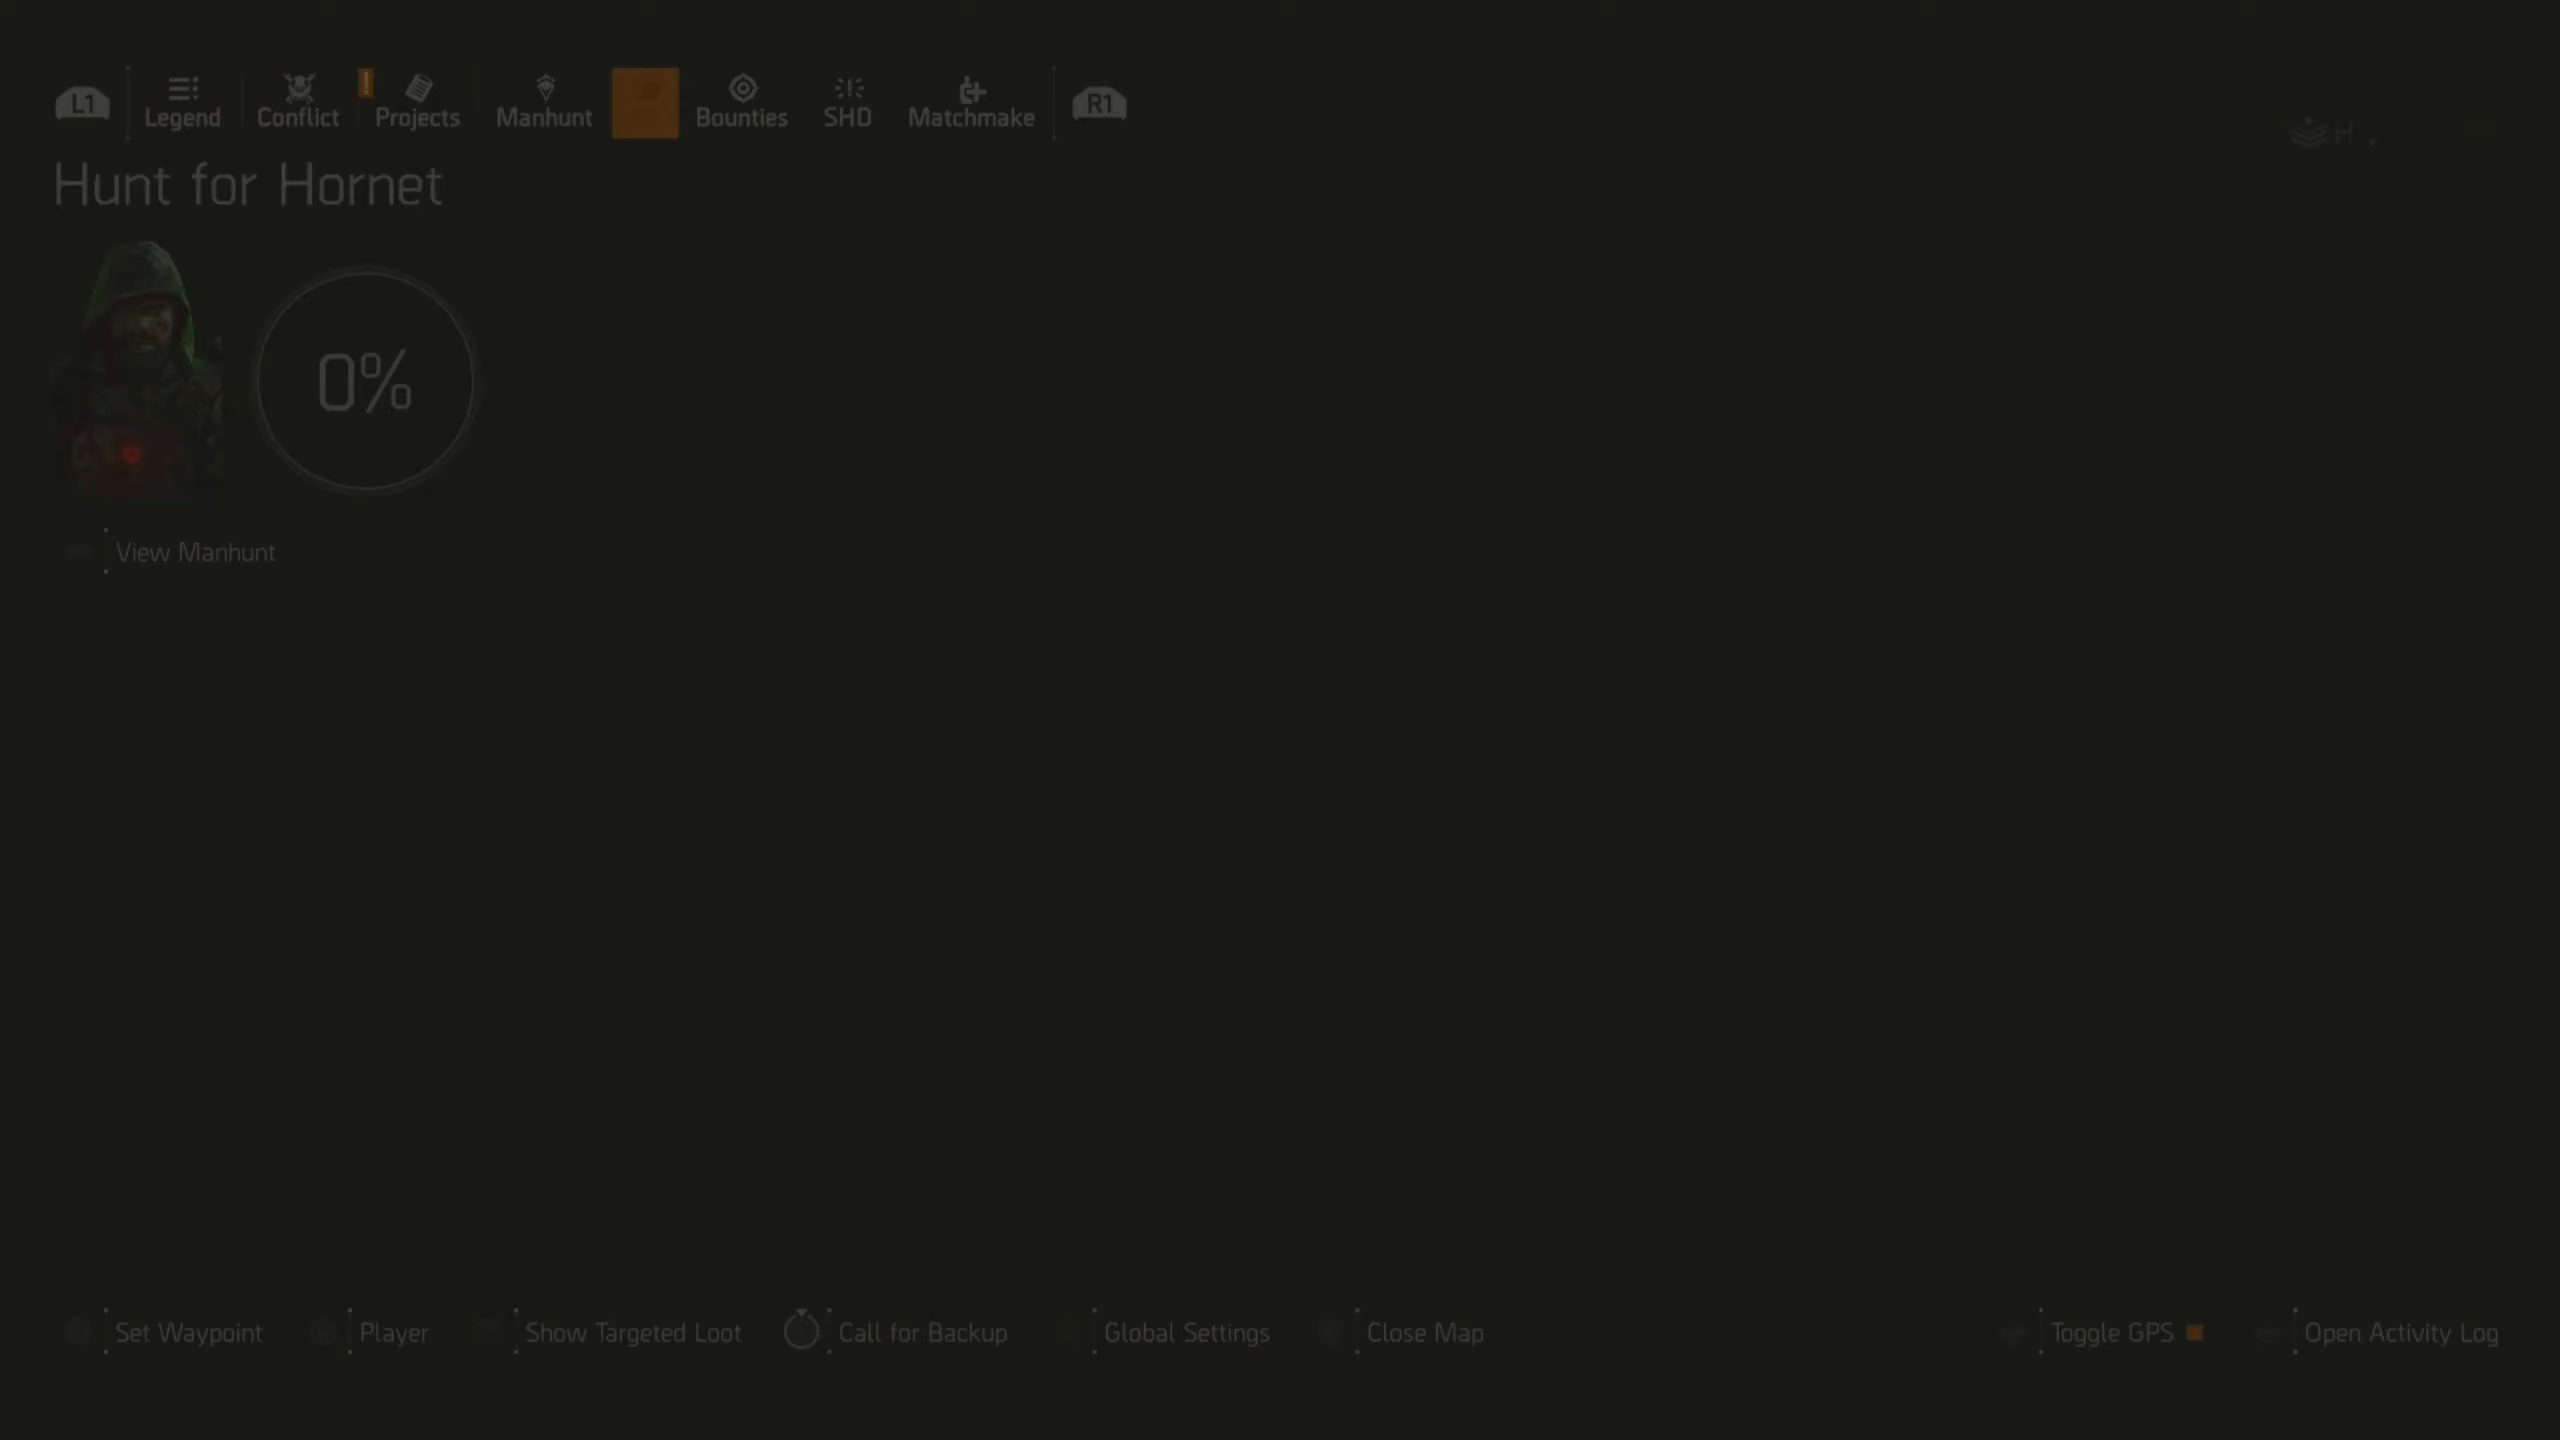 L1 Legend Conflict Projects Manhunt Bounties SHD Matchmake R1
Hunt for Hornet
0%
View Manhunt
Set Waypoint Player Show Targeted Loot Call for Backup Global Settings Close Map Toggle GPS Open Activity Log